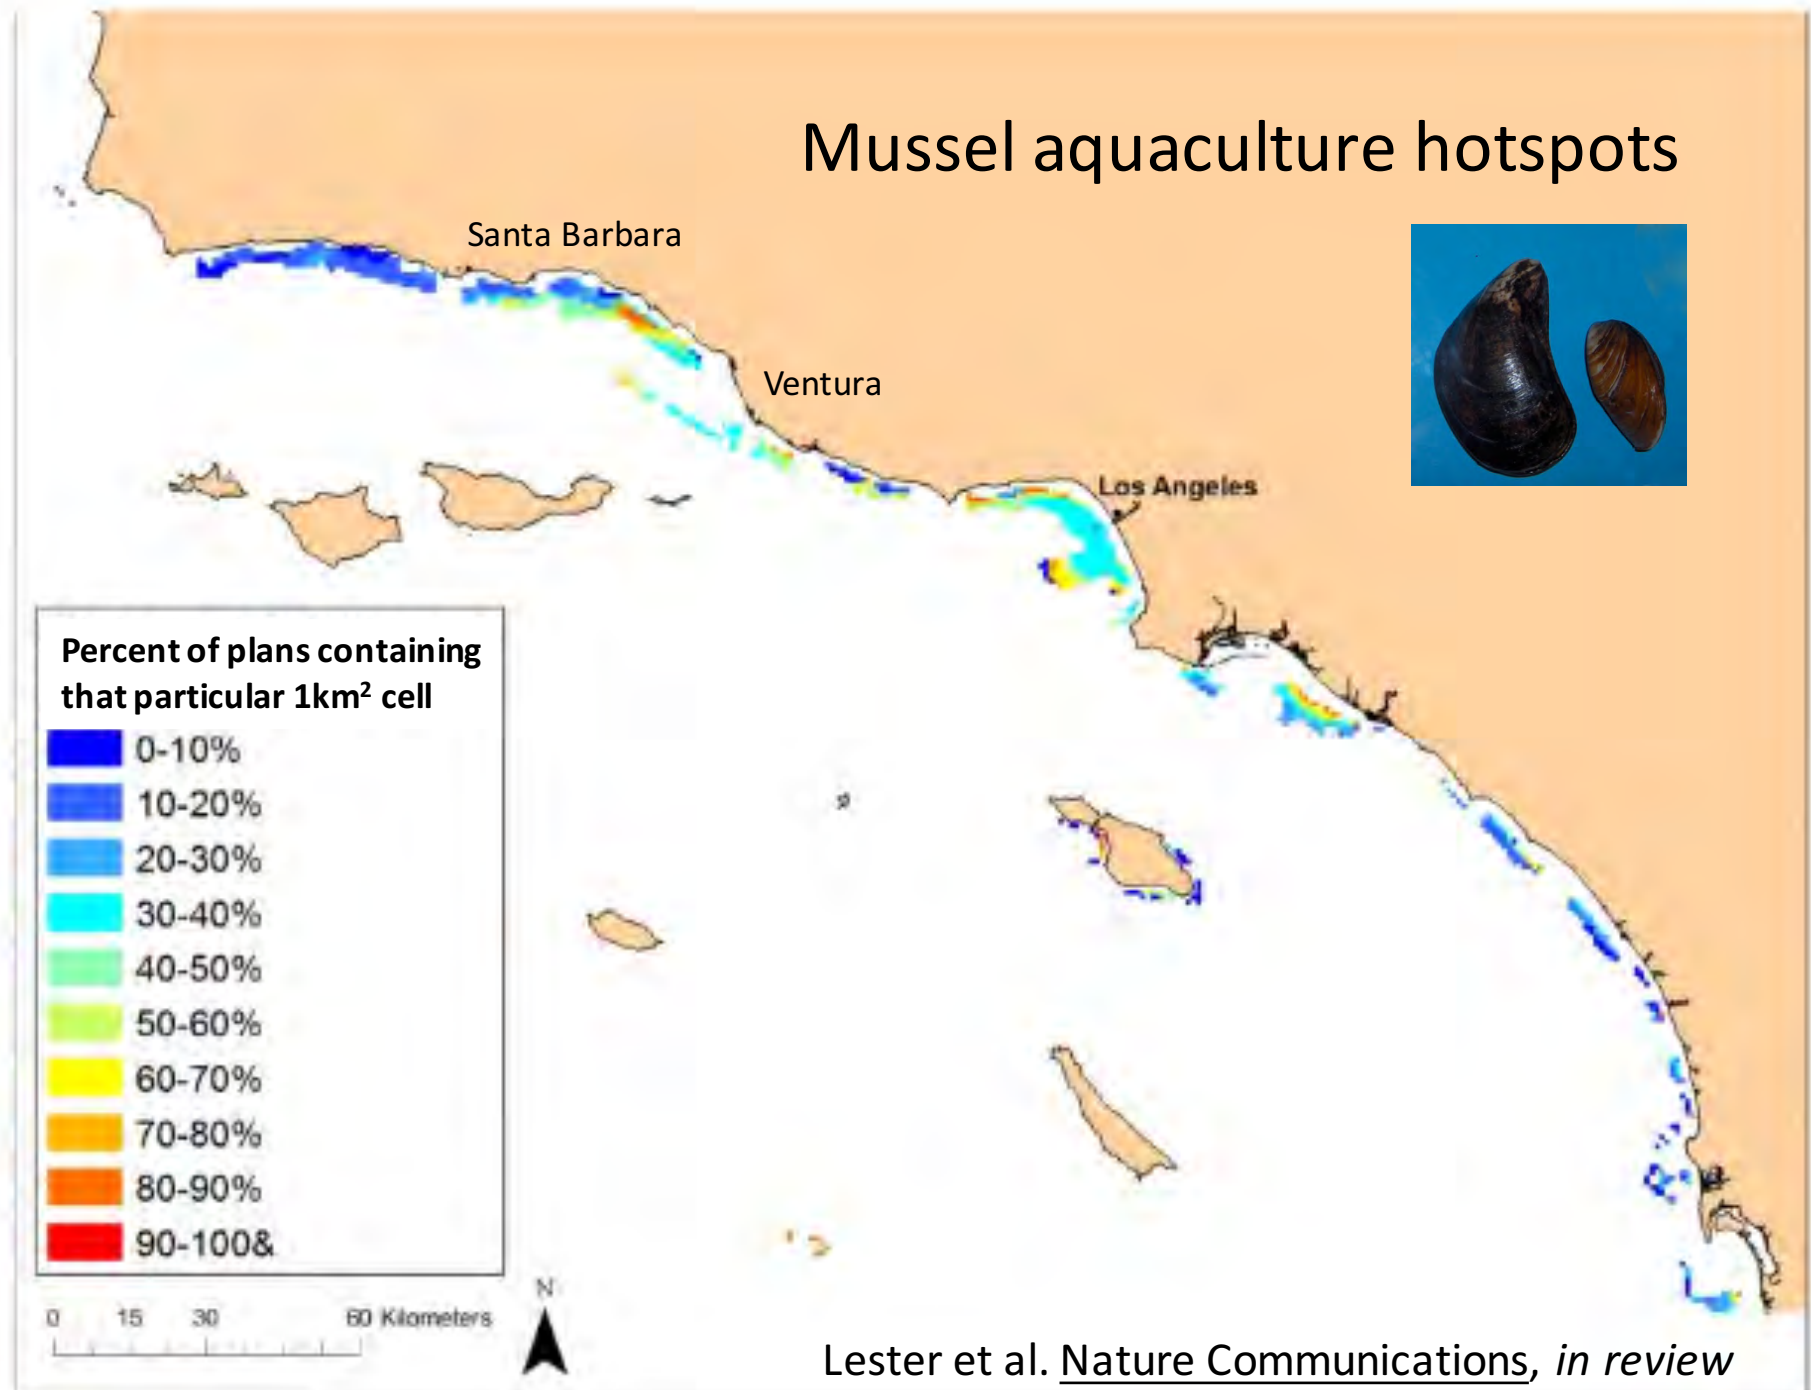 Mussel aquaculture hotspots
Santa Barbara
Ventura
Los Angeles
Percent of plans containing
that particular 1km² cell
0-10%
10-20%
20-30%
30-40%
40-50%
50-60%
60-70%
70-80%
80-90%
90-100&
N
0 15 30 60 Kilometers
Lester et al. Nature Communications, in review